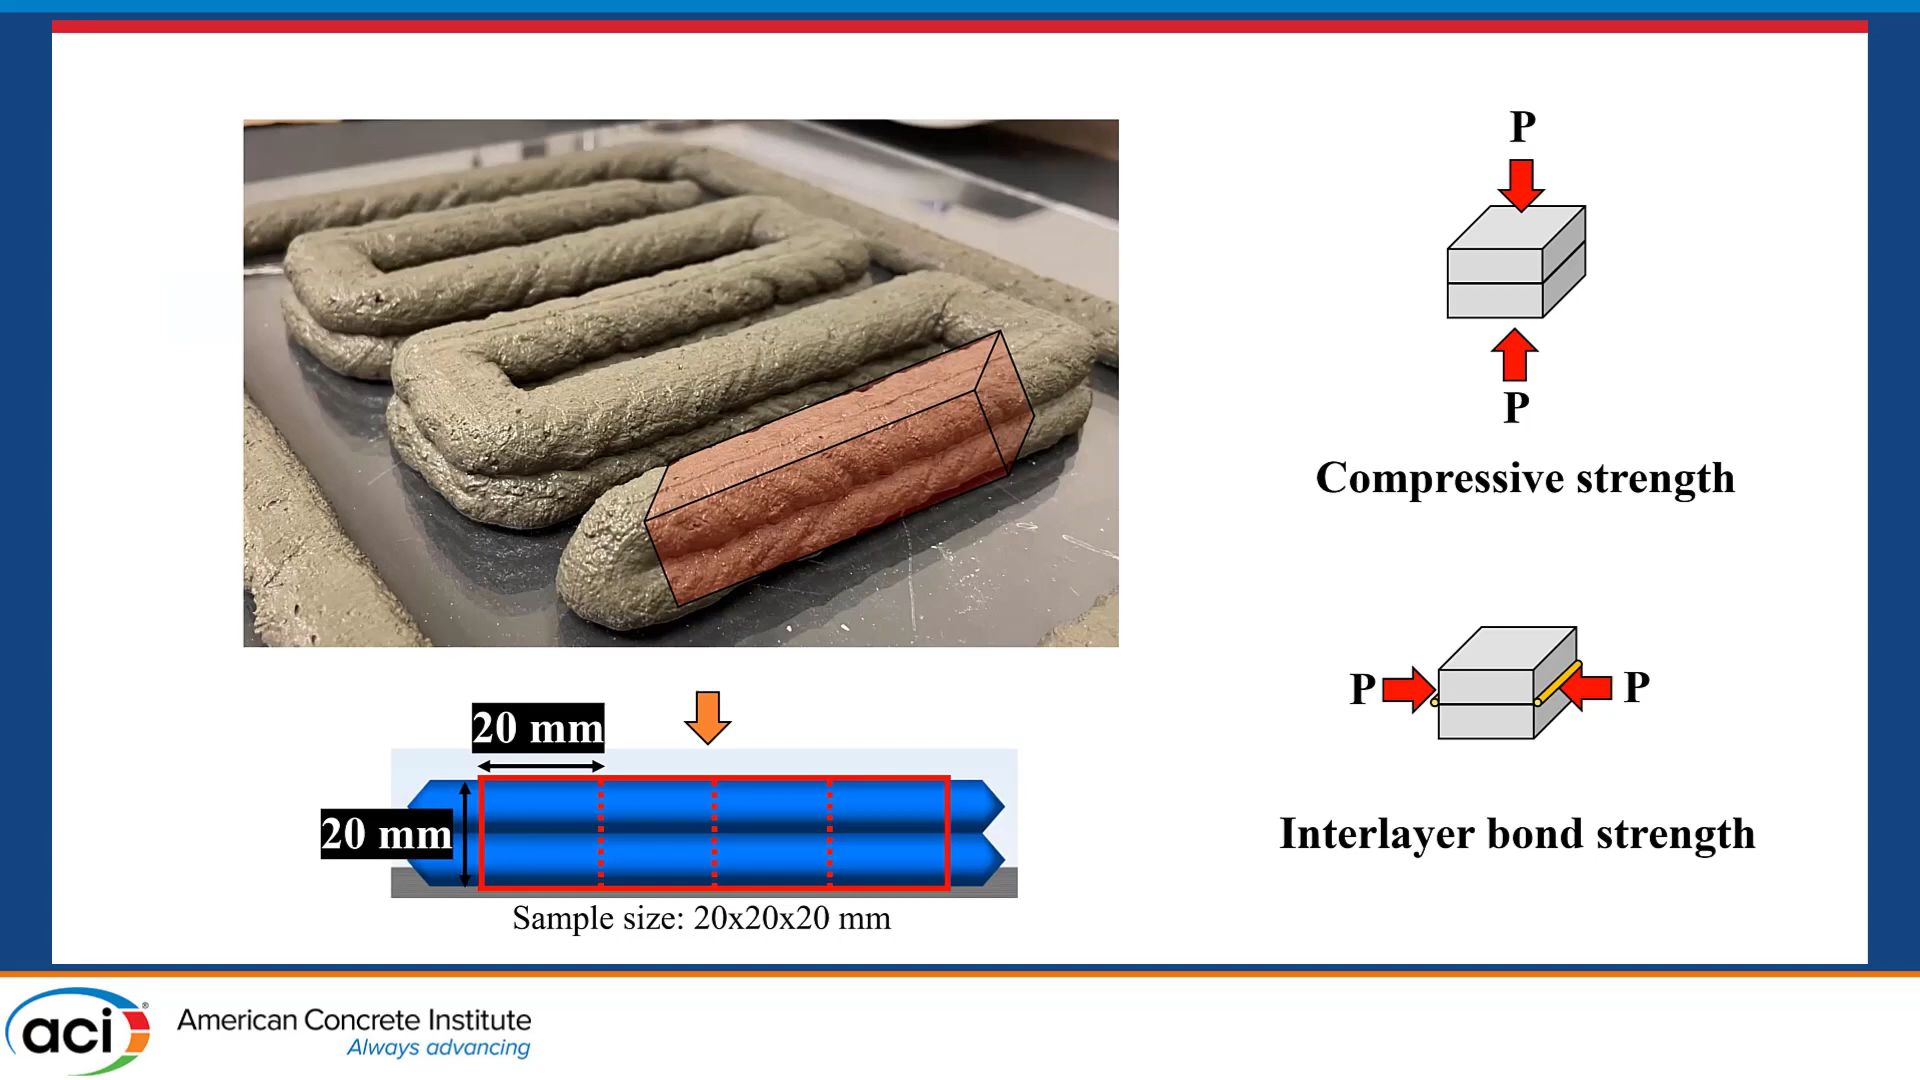 P
P
Compressive strength
P
P
Interlayer bond strength
20 mm
20 mm
Sample size: 20x20x20 mm
aci®
American Concrete Institute
Always advancing